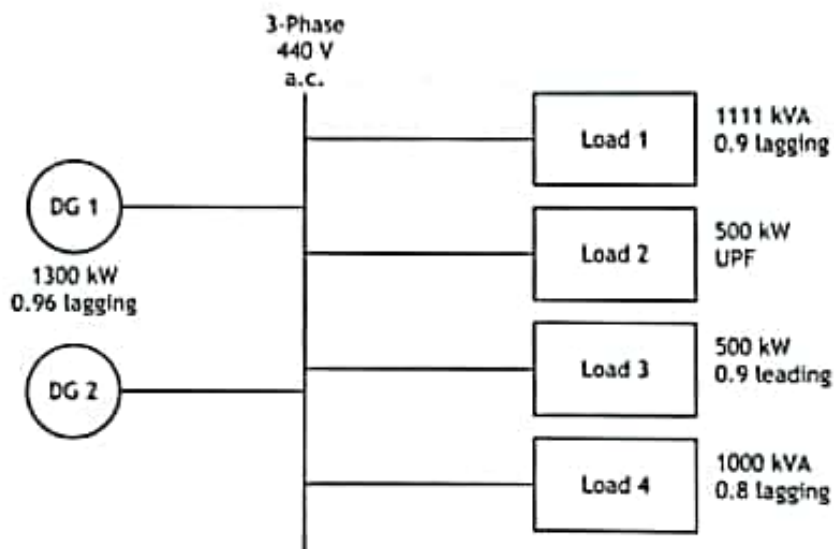 3-Phase
440 V
a.c.
DG 1
1300 kW
0.96 lagging
DG 2
Load 1
1111 kVA
0.9 lagging
Load 2
500 kW
UPF
Load 3
500 kW
0.9 leading
Load 4
1000 kVA
0.8 lagging